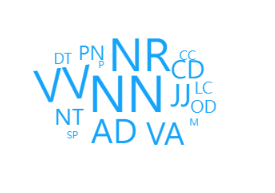 DT PN NR CC
P CD
VV NN JJ LC
OD
NT AD VA M
SP